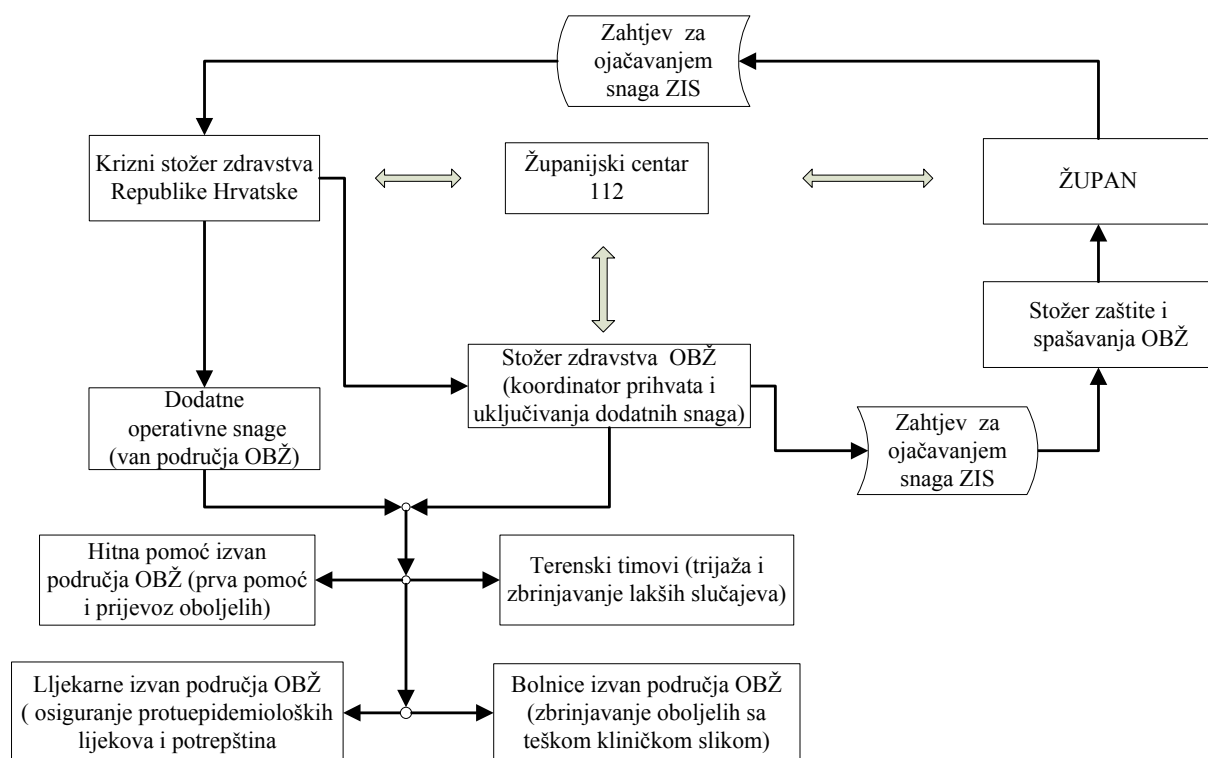 Zahtjev za
ojačavanjem
snaga ZIS
Krizni stožer zdravstva
Republike Hrvatske
Županijski centar
112
ŽUPAN
Stožer zaštite i
spašavanja OBŽ
Stožer zdravstva OBŽ
(koordinator prihvata i
uključivanja dodatnih snaga)
Dodatne
operativne snage
(van područja OBŽ)
Zahtjev za
ojačavanjem
snaga ZIS
Hitna pomoć izvan
područja OBŽ (prva pomoć
i prijevoz oboljelih)
Terenski timovi (trijaža i
zbrinjavanje lakših slučajeva)
Lljekarne izvan područja OBŽ
( osiguranje protuepidemioloških
lijekova i potrepština
Bolnice izvan područja OBŽ
(zbrinjavanje oboljelih sa
teškom kliničkom slikom)